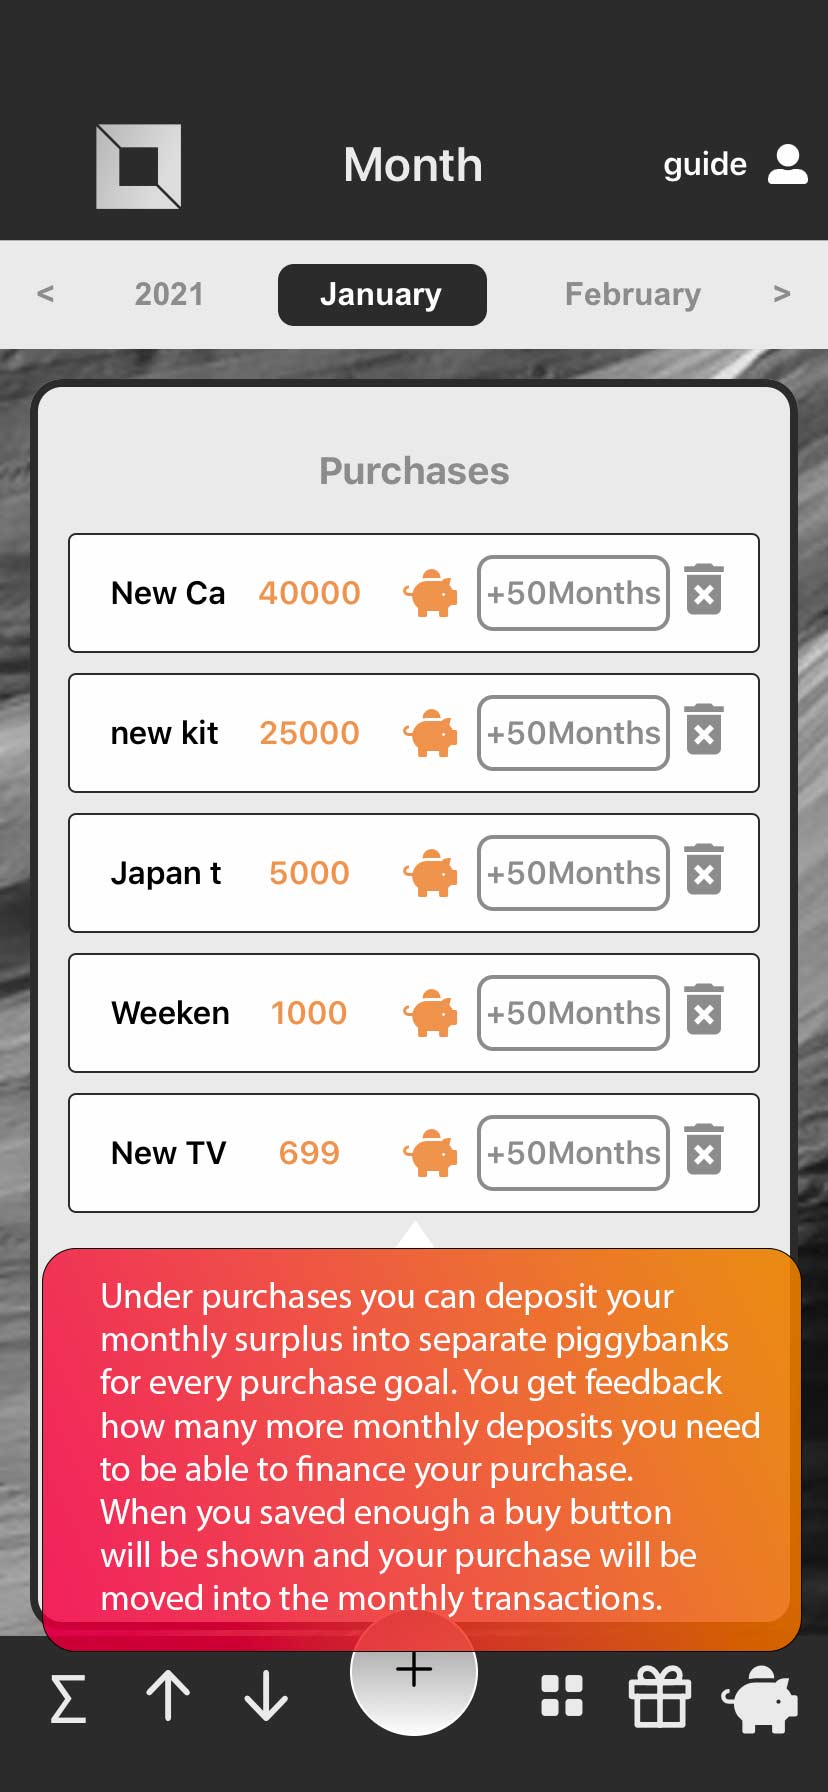 Month
guide
< 2021 January February >
Purchases
New Ca 40000 +50Months
new kit 25000 +50Months
Japan t 5000 +50Months
Weeken 1000 +50Months
New TV 699 +50Months
Under purchases you can deposit your
monthly surplus into separate piggybanks
for every purchase goal. You get feedback
how many more monthly deposits you need
to be able to finance your purchase.
When you saved enough a buy button
will be shown and your purchase will be
moved into the monthly transactions.